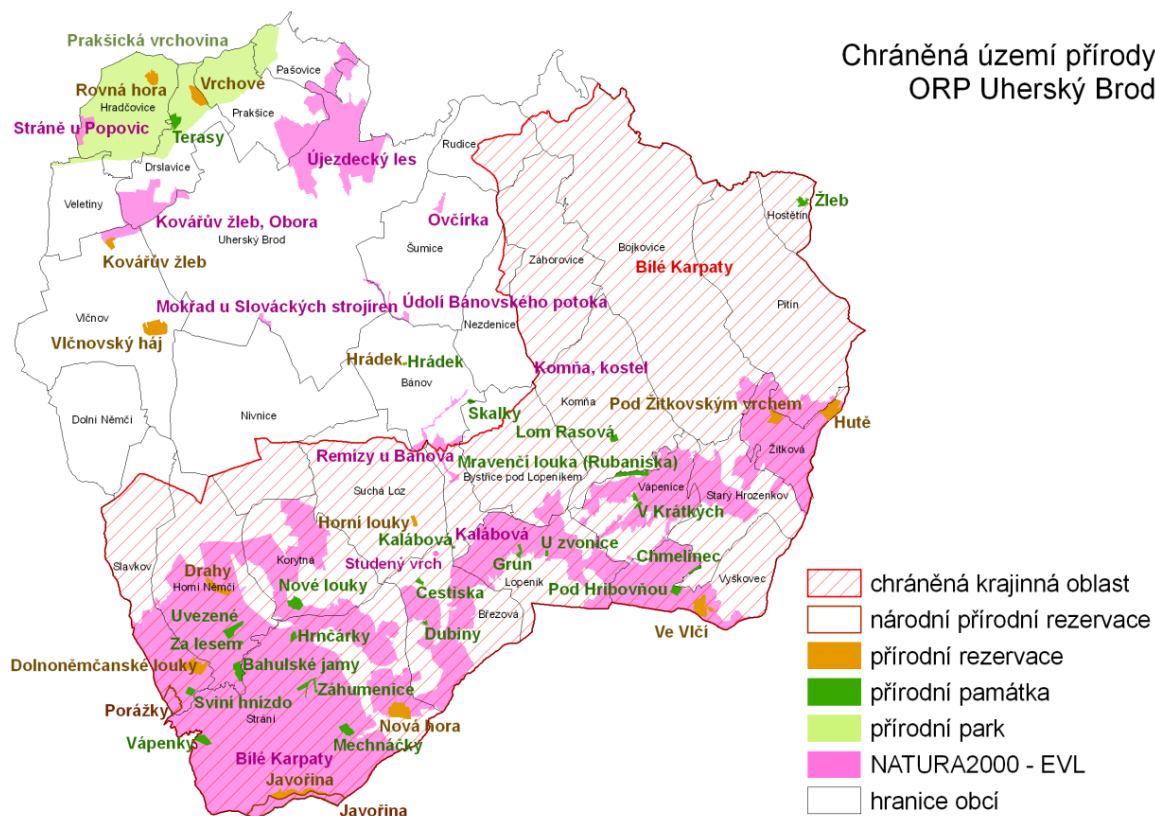 Chráněná území přírody
ORP Uherský Brod
Prakšická vrchovina
Pašovice
Rovná hora
Vrchové
Hradčovice
Prakšice
Stráně u Popovic
Terasy
Rudice
Újezdecký les
Drslavice
Veletiny
Žleb
Hostětín
Kovářův žleb, Obora
Ovčírka
Uherský Brod
Šumice
Bojkovice
Záhorovice
Kovářův žleb
Bílé Karpaty
Mokřad u Slováckých strojíren
Údolí Bánovského potoka
Pitín
Vlčnov
Nezdenice
Vlčnovský háj
Hrádek
Hrádek
Komňa, kostel
Bánov
Dolní Němčí
Nivnice
Skalky
Komňa
Pod Žitkovským vrchem
Hutě
Lom Rasová
Žítková
Remízy u Bánova
Mravenčí louka (Rubaniska)
Bystřice pod Lopeníkem
Suchá Loz
Vápenice
Starý Hrozenkov
V Krátkých
Horní louky
Kalábová
Kalábová
U zvonice
Studený vrch
Grun
Chmelinec
Slavkov
Drahy
Korytná
Lopeník
Vyškovec
Horní Němčí
Nové louky
Čestiska
Pod Hribovňou
Březová
Uvezené
Hrnčárky
Dubiny
Ve Vlčí
Za lesem
Dolnoněmčanské louky
Bahulské jamy
Sviní hnízdo
Záhumenice
Porážky
Strání
Nová hora
Vápenky
Mechnáčky
Bílé Karpaty
Javořina
Javořina
chráněná krajinná oblast
národní přírodní rezervace
přírodní rezervace
přírodní památka
přírodní park
NATURA2000 - EVL
hranice obcí